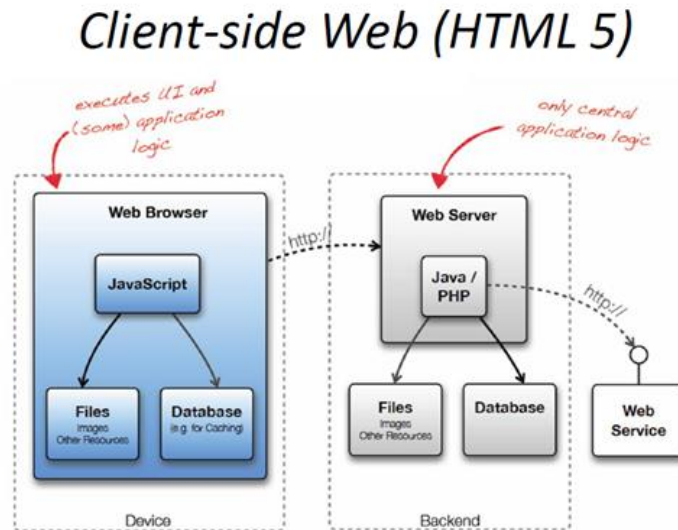 Client-side Web (HTML 5)
executes UI and
(some) application
logic
only central
application logic
Web Browser
JavaScript
Files
Images
Other Resources
Database
(e.g. for Caching)
Device
http://
Web Server
Java /
PHP
http://
Files
Images
Other Resources
Database
Web
Service
Backend